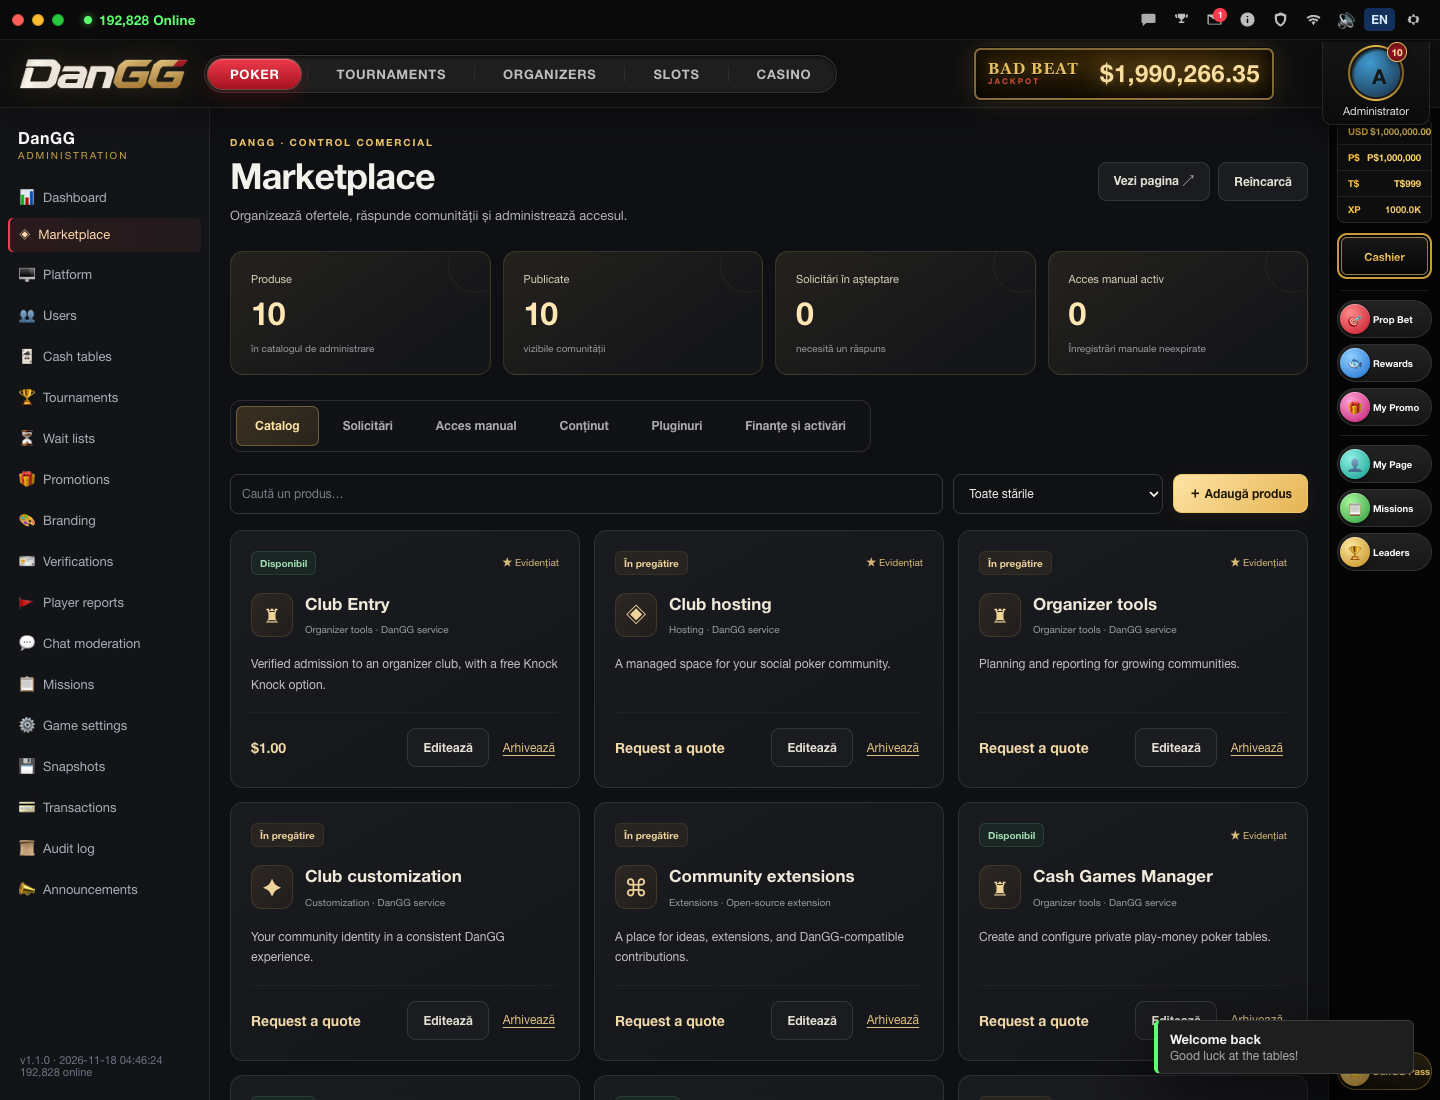 192,828 Online
1
EN
DanGG
POKER
TOURNAMENTS
ORGANIZERS
SLOTS
CASINO
BAD BEAT
JACKPOT
$1,990,266.35
10
A
Administrator
DanGG
ADMINISTRATION
Dashboard
Marketplace
Platform
Users
Cash tables
Tournaments
Wait lists
Promotions
Branding
Verifications
Player reports
Chat moderation
Missions
Game settings
Snapshots
Transactions
Audit log
Announcements
v1.1.0 · 2026-11-18 04:46:24
192,828 online
DANGG · CONTROL COMERCIAL
Marketplace
Organizează ofertele, răspunde comunității și administrează accesul.
Vezi pagina ↗
Reîncarcă
Produse
10
în catalogul de administrare
Publicate
10
vizibile comunității
Solicitări în așteptare
0
necesită un răspuns
Acces manual activ
0
Înregistrări manuale neexpirate
Catalog
Solicitări
Acces manual
Conținut
Pluginuri
Finanțe și activări
Caută un produs...
Toate stările
+ Adaugă produs
Disponibil
★ Evidențiat
Club Entry
Organizer tools · DanGG service
Verified admission to an organizer club, with a free Knock
Knock option.
$1.00
Editează
Arhivează
În pregătire
★ Evidențiat
Club hosting
Hosting · DanGG service
A managed space for your social poker community.
Request a quote
Editează
Arhivează
În pregătire
★ Evidențiat
Organizer tools
Organizer tools · DanGG service
Planning and reporting for growing communities.
Request a quote
Editează
Arhivează
În pregătire
Club customization
Customization · DanGG service
Your community identity in a consistent DanGG
experience.
Request a quote
Editează
Arhivează
În pregătire
Community extensions
Extensions · Open-source extension
A place for ideas, extensions, and DanGG-compatible
contributions.
Request a quote
Editează
Arhivează
Disponibil
★ Evidențiat
Cash Games Manager
Organizer tools · DanGG service
Create and configure private play-money poker tables.
Request a quote
Editează
Arhivează
USD $1,000,000.00
P$ P$1,000,000
T$ T$999
XP 1000.0K
Cashier
Prop Bet
Rewards
My Promo
My Page
Missions
Leaders
Welcome back
Good luck at the tables!